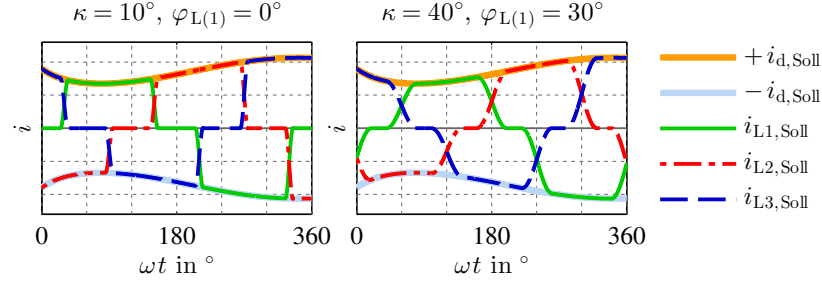 κ = 10°, φL(1) = 0°
κ = 40°, φL(1) = 30°
i
i
0
180
360
0
180
360
ωt in °
ωt in °
+id,Soll
−id,Soll
iL1,Soll
iL2,Soll
iL3,Soll